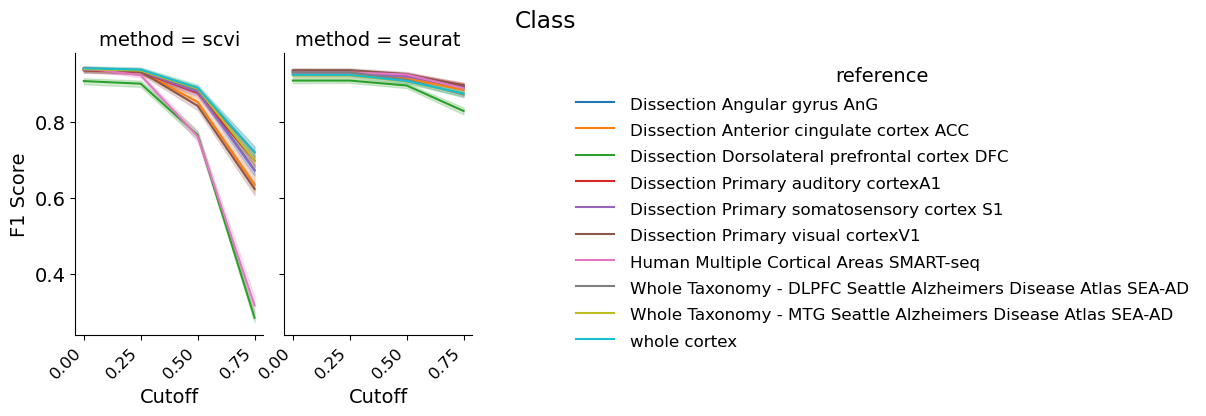 Class
method = scvi
method = seurat
F1 Score
0.8
0.6
0.4
0.00
0.25
0.50
0.75
Cutoff
0.00
0.25
0.50
0.75
Cutoff
reference
Dissection Angular gyrus AnG
Dissection Anterior cingulate cortex ACC
Dissection Dorsolateral prefrontal cortex DFC
Dissection Primary auditory cortexA1
Dissection Primary somatosensory cortex S1
Dissection Primary visual cortexV1
Human Multiple Cortical Areas SMART-seq
Whole Taxonomy - DLPFC Seattle Alzheimers Disease Atlas SEA-AD
Whole Taxonomy - MTG Seattle Alzheimers Disease Atlas SEA-AD
whole cortex